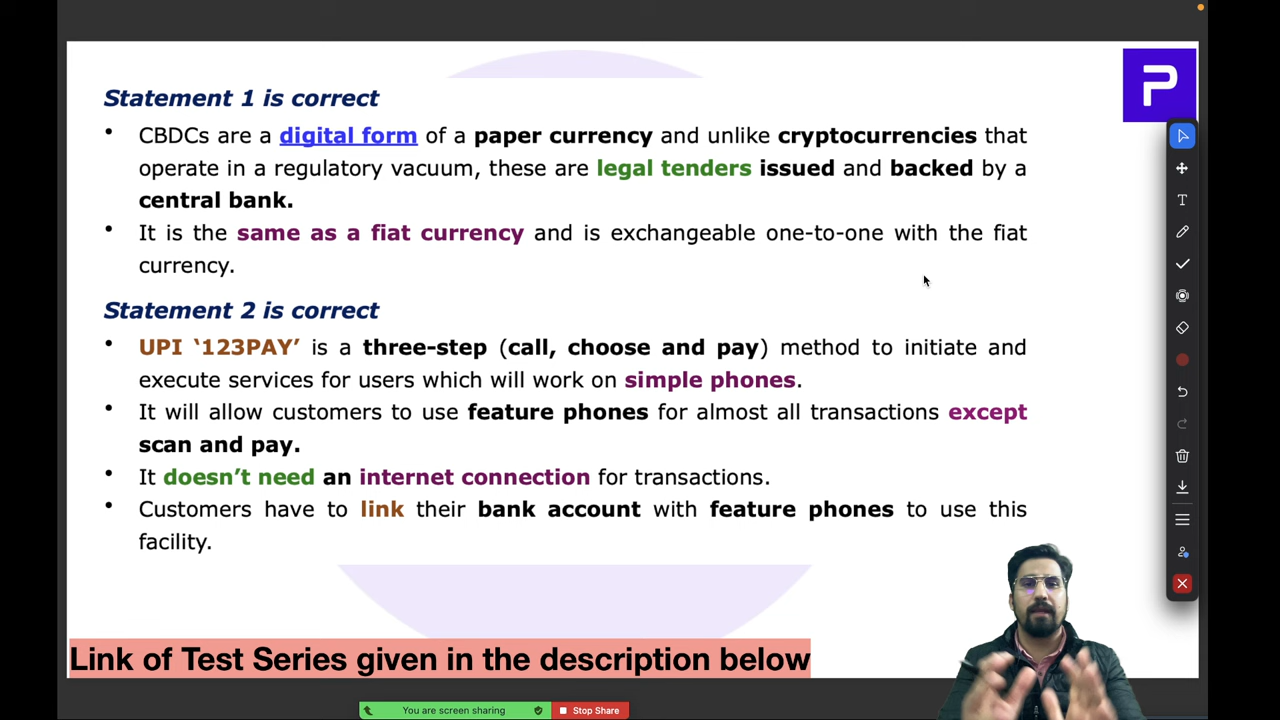 Statement 1 is correct
P
• CBDCs are a digital form of a paper currency and unlike cryptocurrencies that
operate in a regulatory vacuum, these are legal tenders issued and backed by a
central bank.
• It is the same as a fiat currency and is exchangeable one-to-one with the fiat
currency.
Statement 2 is correct
• UPI ‘123PAY’ is a three-step (call, choose and pay) method to initiate and
execute services for users which will work on simple phones.
• It will allow customers to use feature phones for almost all transactions except
scan and pay.
• It doesn’t need an internet connection for transactions.
• Customers have to link their bank account with feature phones to use this
facility.
Link of Test Series given in the description below
You are screen sharing Stop Share